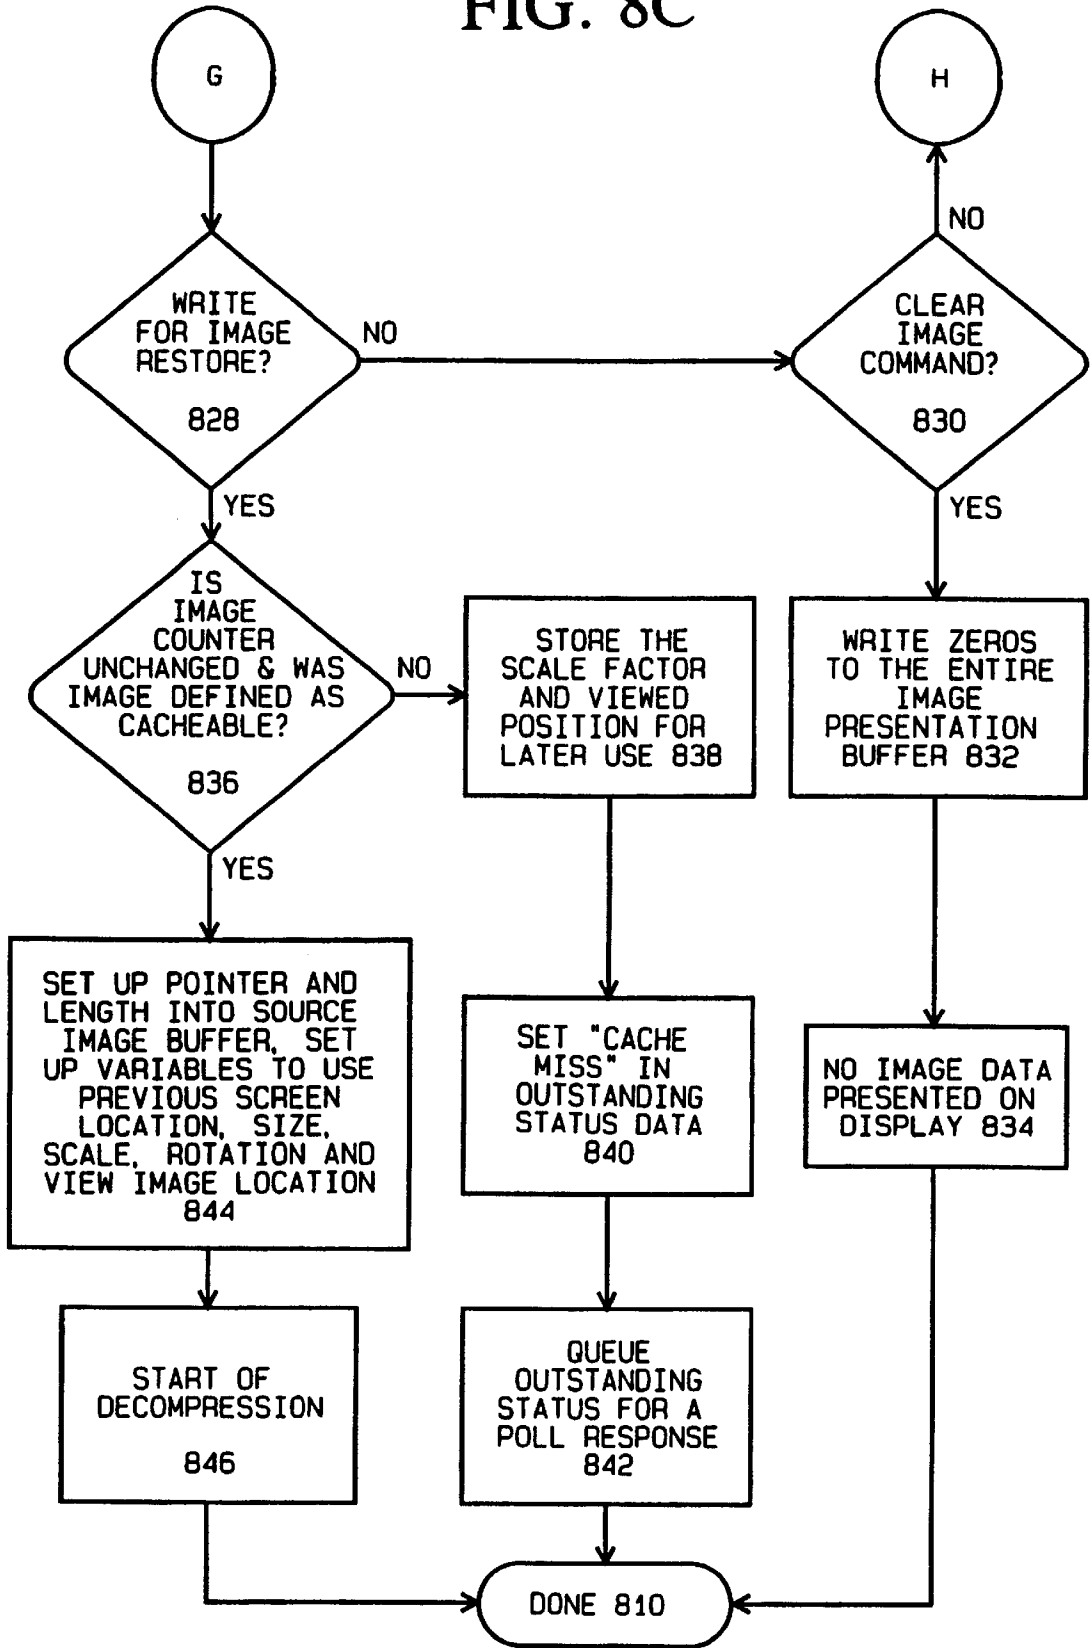 FIG. 8C
G
H
NO
WRITE
FOR IMAGE
RESTORE?
828
NO
CLEAR
IMAGE
COMMAND?
830
YES
YES
IS
IMAGE
COUNTER
UNCHANGED & WAS
IMAGE DEFINED AS
CACHEABLE?
836
NO
STORE THE
SCALE FACTOR
AND VIEWED
POSITION FOR
LATER USE 838
WRITE ZEROS
TO THE ENTIRE
IMAGE
PRESENTATION
BUFFER 832
YES
SET UP POINTER AND
LENGTH INTO SOURCE
IMAGE BUFFER, SET
UP VARIABLES TO USE
PREVIOUS SCREEN
LOCATION, SIZE,
SCALE, ROTATION AND
VIEW IMAGE LOCATION
844
SET "CACHE
MISS" IN
OUTSTANDING
STATUS DATA
840
NO IMAGE DATA
PRESENTED ON
DISPLAY 834
START OF
DECOMPRESSION
846
QUEUE
OUTSTANDING
STATUS FOR A
POLL RESPONSE
842
DONE 810